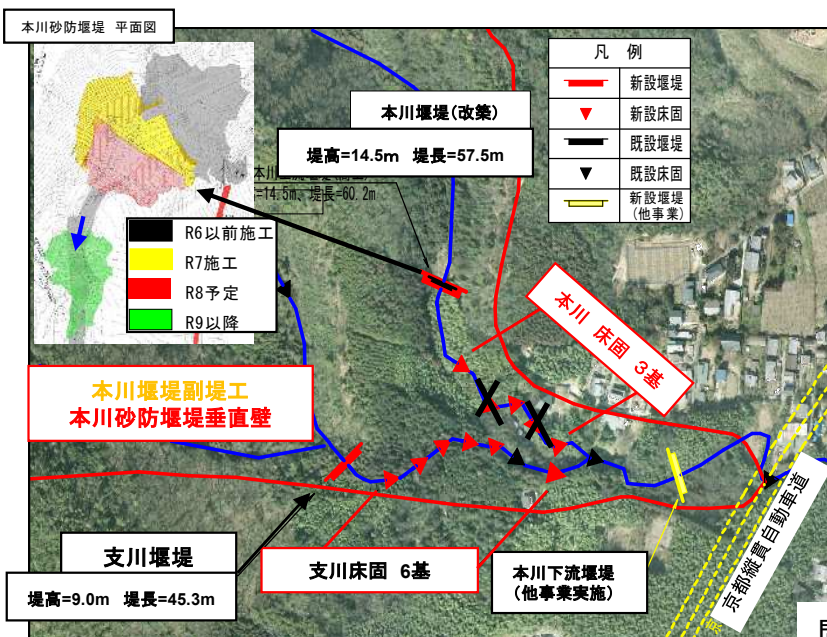 本川砂防堰堤 平面図
凡 例
新設堰堤
新設床固
既設堰堤
既設床固
新設堰堤
(他事業)
本川堰堤(改築)
堤高=14.5m 堤長=57.5m
=14.5m、堤長=60.2m
R6以前施工
R7施工
R8予定
R9以降
本川 床固 3基
本川堰堤副堤工
本川砂防堰堤垂直壁
支川堰堤
堤高=9.0m 堤長=45.3m
支川床固 6基
本川下流堰堤
(他事業実施)
京都縦貫自動車道